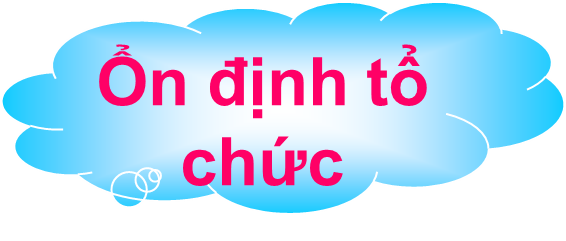 Ổn định tổ
chức